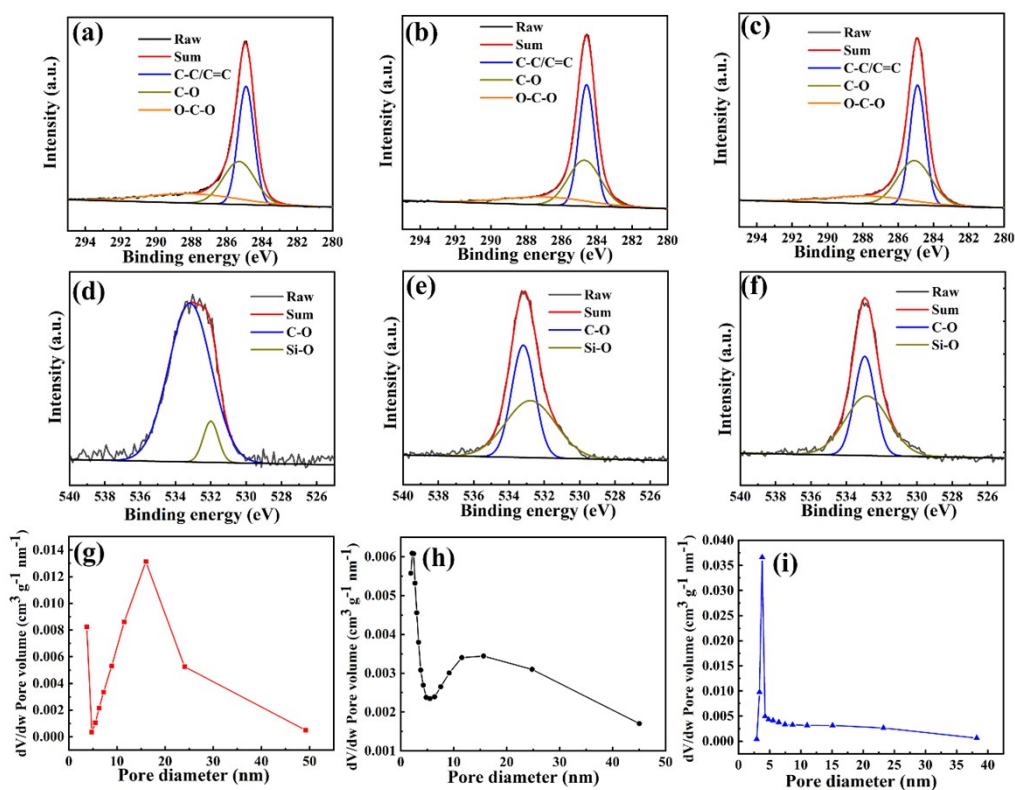 (a)
Raw
Sum
C-C/C=C
C-O
O-C-O
Intensity (a.u.)
294 292 290 288 286 284 282 280
Binding energy (eV)
(b)
Raw
Sum
C-C/C=C
C-O
O-C-O
Intensity (a.u.)
294 292 290 288 286 284 282 280
Binding energy (eV)
(c)
Raw
Sum
C-C/C=C
C-O
O-C-O
Intensity (a.u.)
294 292 290 288 286 284 282 280
Binding energy (eV)
(d)
Raw
Sum
C-O
Si-O
Intensity (a.u.)
540 538 536 534 532 530 528 526
Binding energy (eV)
(e)
Raw
Sum
C-O
Si-O
Intensity (a.u.)
540 538 536 534 532 530 528 526
Binding energy (eV)
(f)
Raw
Sum
C-O
Si-O
Intensity (a.u.)
540 538 536 534 532 530 528 526
Binding energy (eV)
(g)
dV/dw Pore volume (cm³ g⁻¹ nm⁻¹)
0.014
0.012
0.010
0.008
0.006
0.004
0.002
0.000
0 10 20 30 40 50
Pore diameter (nm)
(h)
dV/dw Pore volume (cm³ g⁻¹ nm⁻¹)
0.006
0.005
0.004
0.003
0.002
0.001
0 10 20 30 40 50
Pore diameter (nm)
(i)
dV/dw Pore volume (cm³ g⁻¹ nm⁻¹)
0.040
0.035
0.030
0.025
0.020
0.015
0.010
0.005
0.000
0 5 10 15 20 25 30 35 40
Pore diameter (nm)